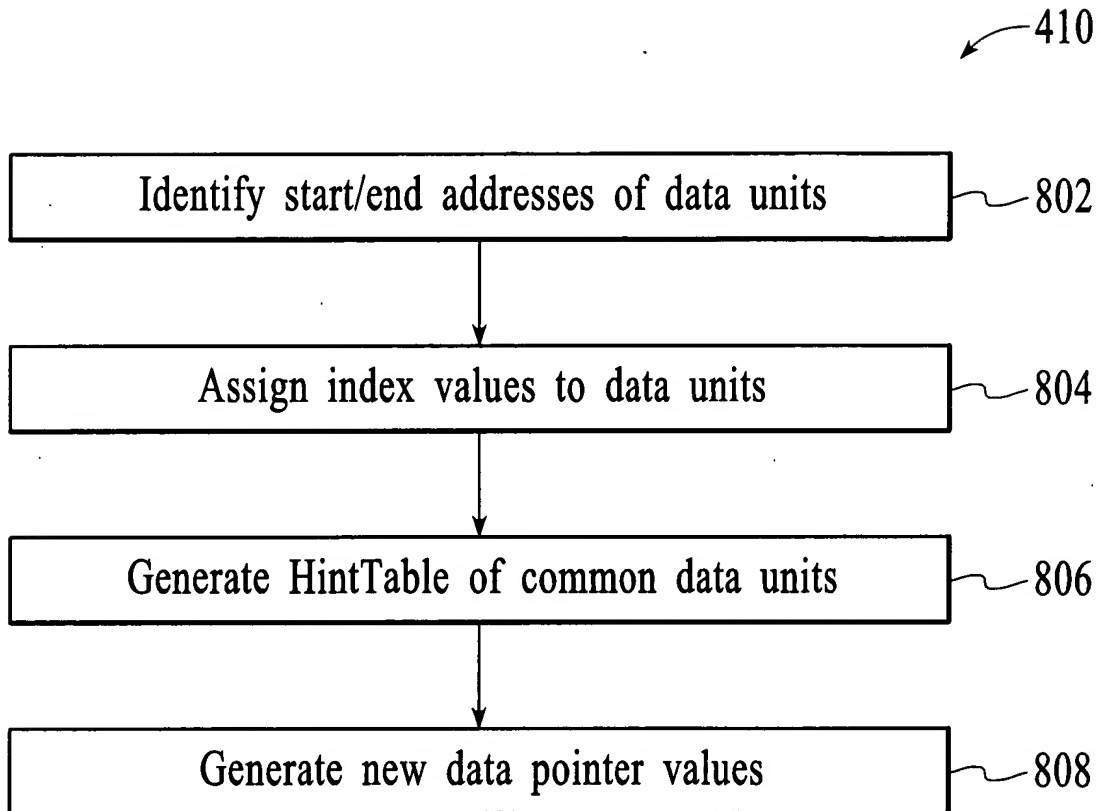 410
Identify start/end addresses of data units
802
Assign index values to data units
804
Generate HintTable of common data units
806
Generate new data pointer values
808